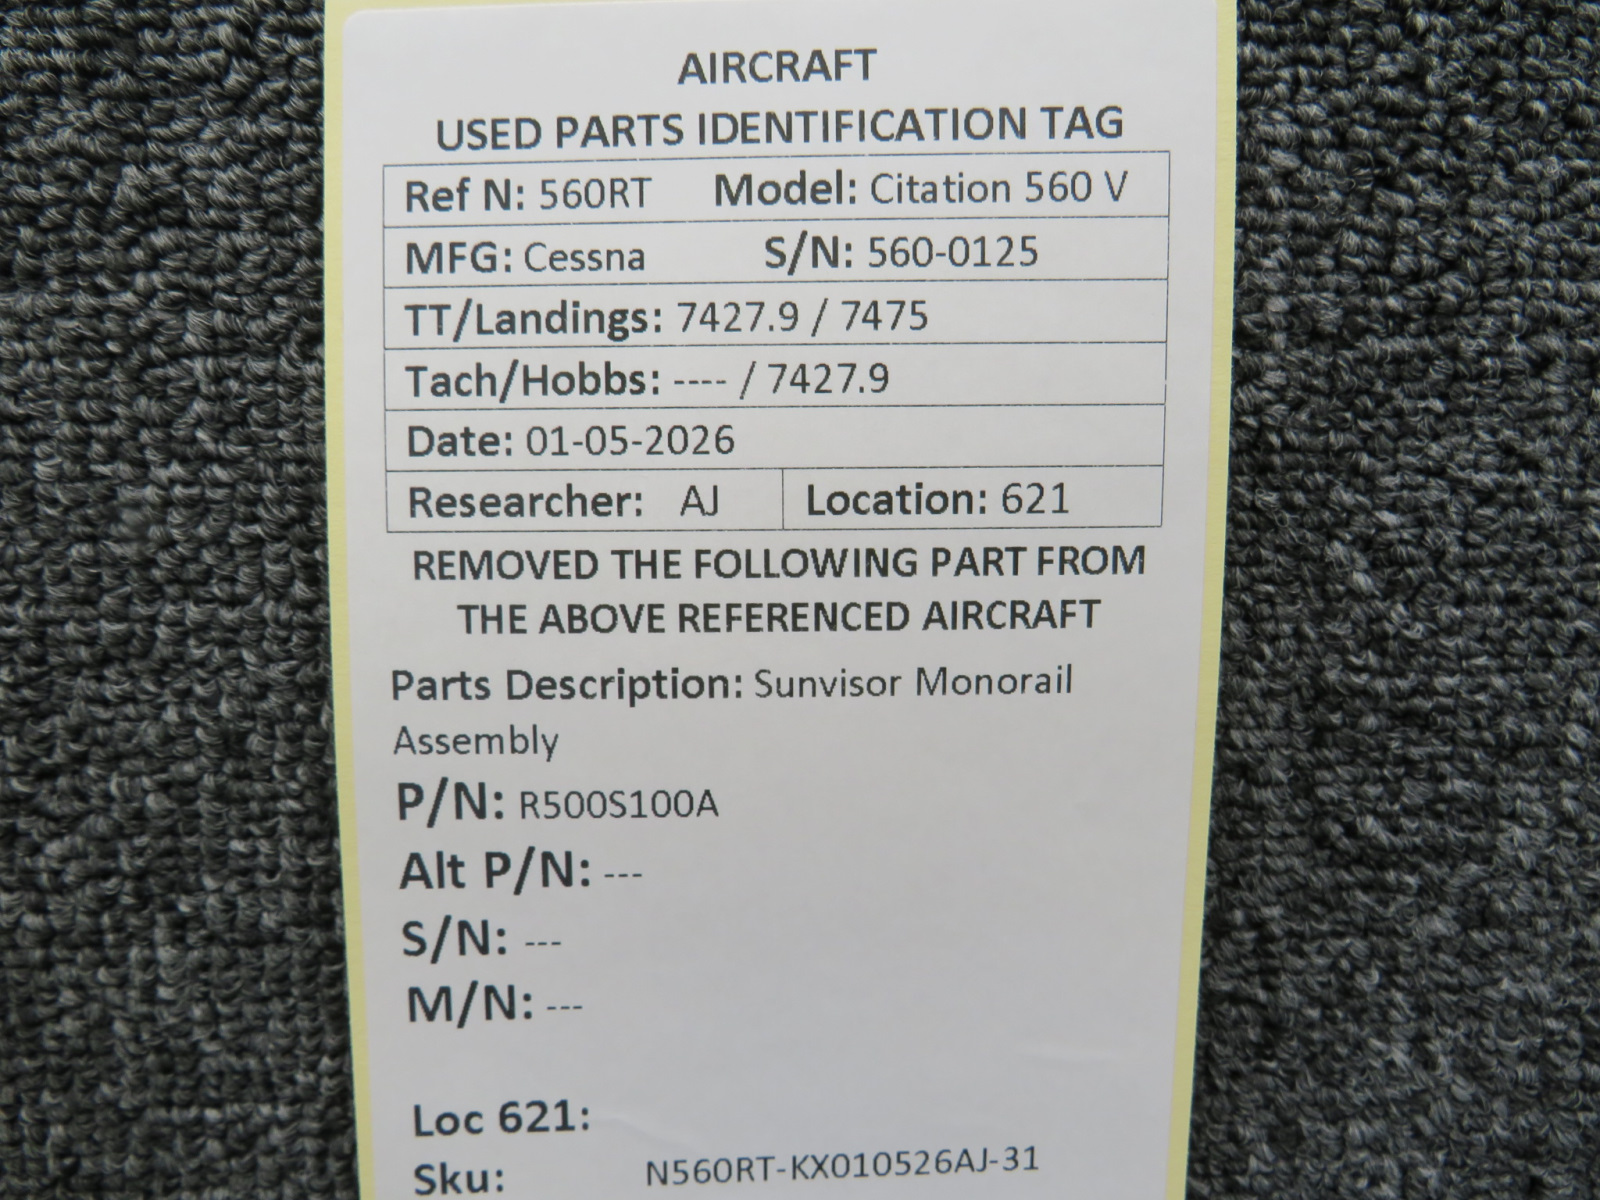 AIRCRAFT
USED PARTS IDENTIFICATION TAG
Ref N: 560RT Model: Citation 560 V
MFG: Cessna S/N: 560-0125
TT/Landings: 7427.9 / 7475
Tach/Hobbs: ---- / 7427.9
Date: 01-05-2026
Researcher: AJ Location: 621
REMOVED THE FOLLOWING PART FROM
THE ABOVE REFERENCED AIRCRAFT
Parts Description: Sunvisor Monorail
Assembly
P/N: R500S100A
Alt P/N: ---
S/N: ---
M/N: ---
Loc 621:
Sku: N560RT-KX010526AJ-31